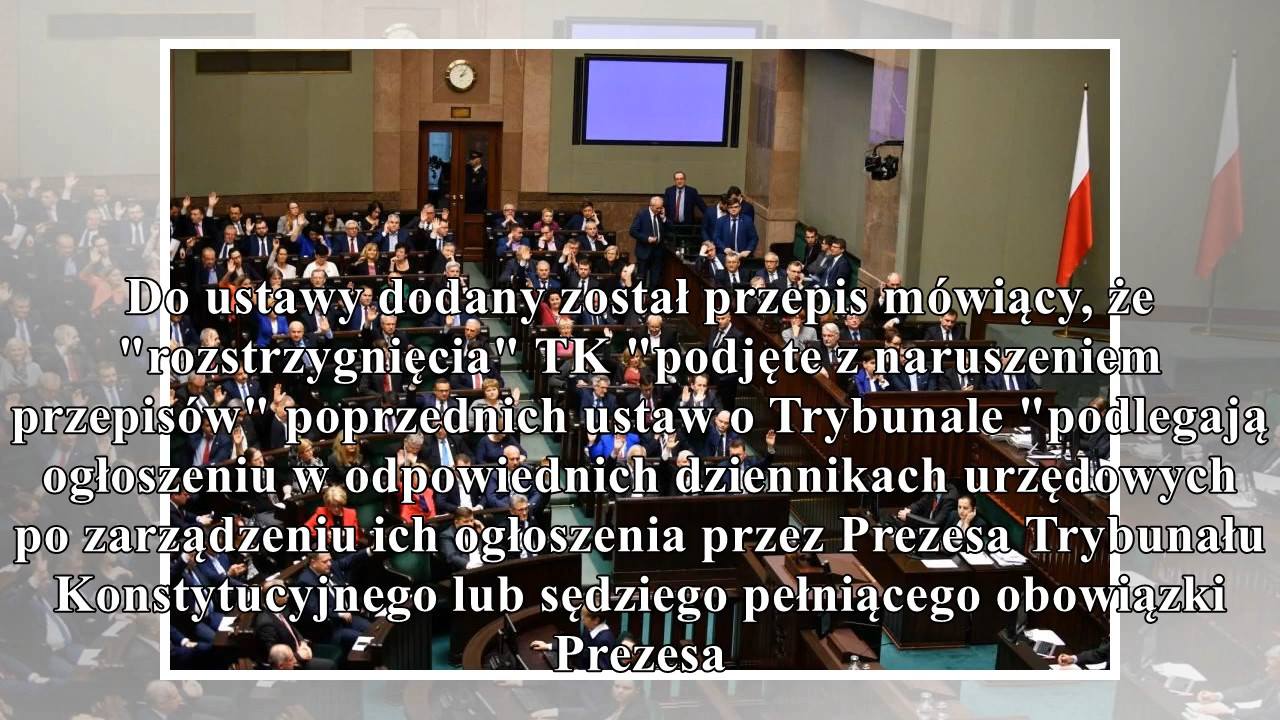 Do ustawy dodany został przepis mówiący, że
"rozstrzygnięcia" TK "podjęte z naruszeniem
przepisów" poprzednich ustaw o Trybunale "podlegają
ogłoszeniu w odpowiednich dziennikach urzędowych
po zarządzeniu ich ogłoszenia przez Prezesa Trybunału
Konstytucyjnego lub sędziego pełniącego obowiązki
Prezesa